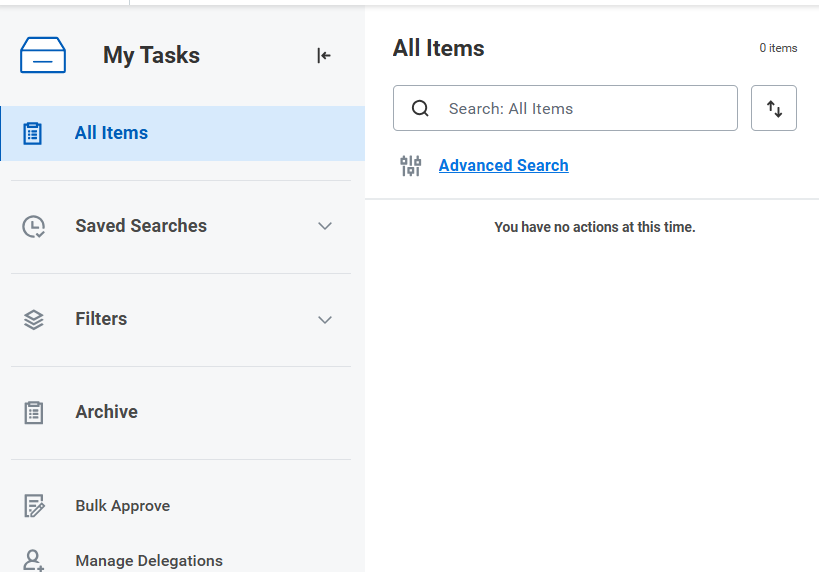 My Tasks
All Items
Saved Searches
Filters
Archive
Bulk Approve
Manage Delegations
All Items
0 items
Search: All Items
Advanced Search
You have no actions at this time.